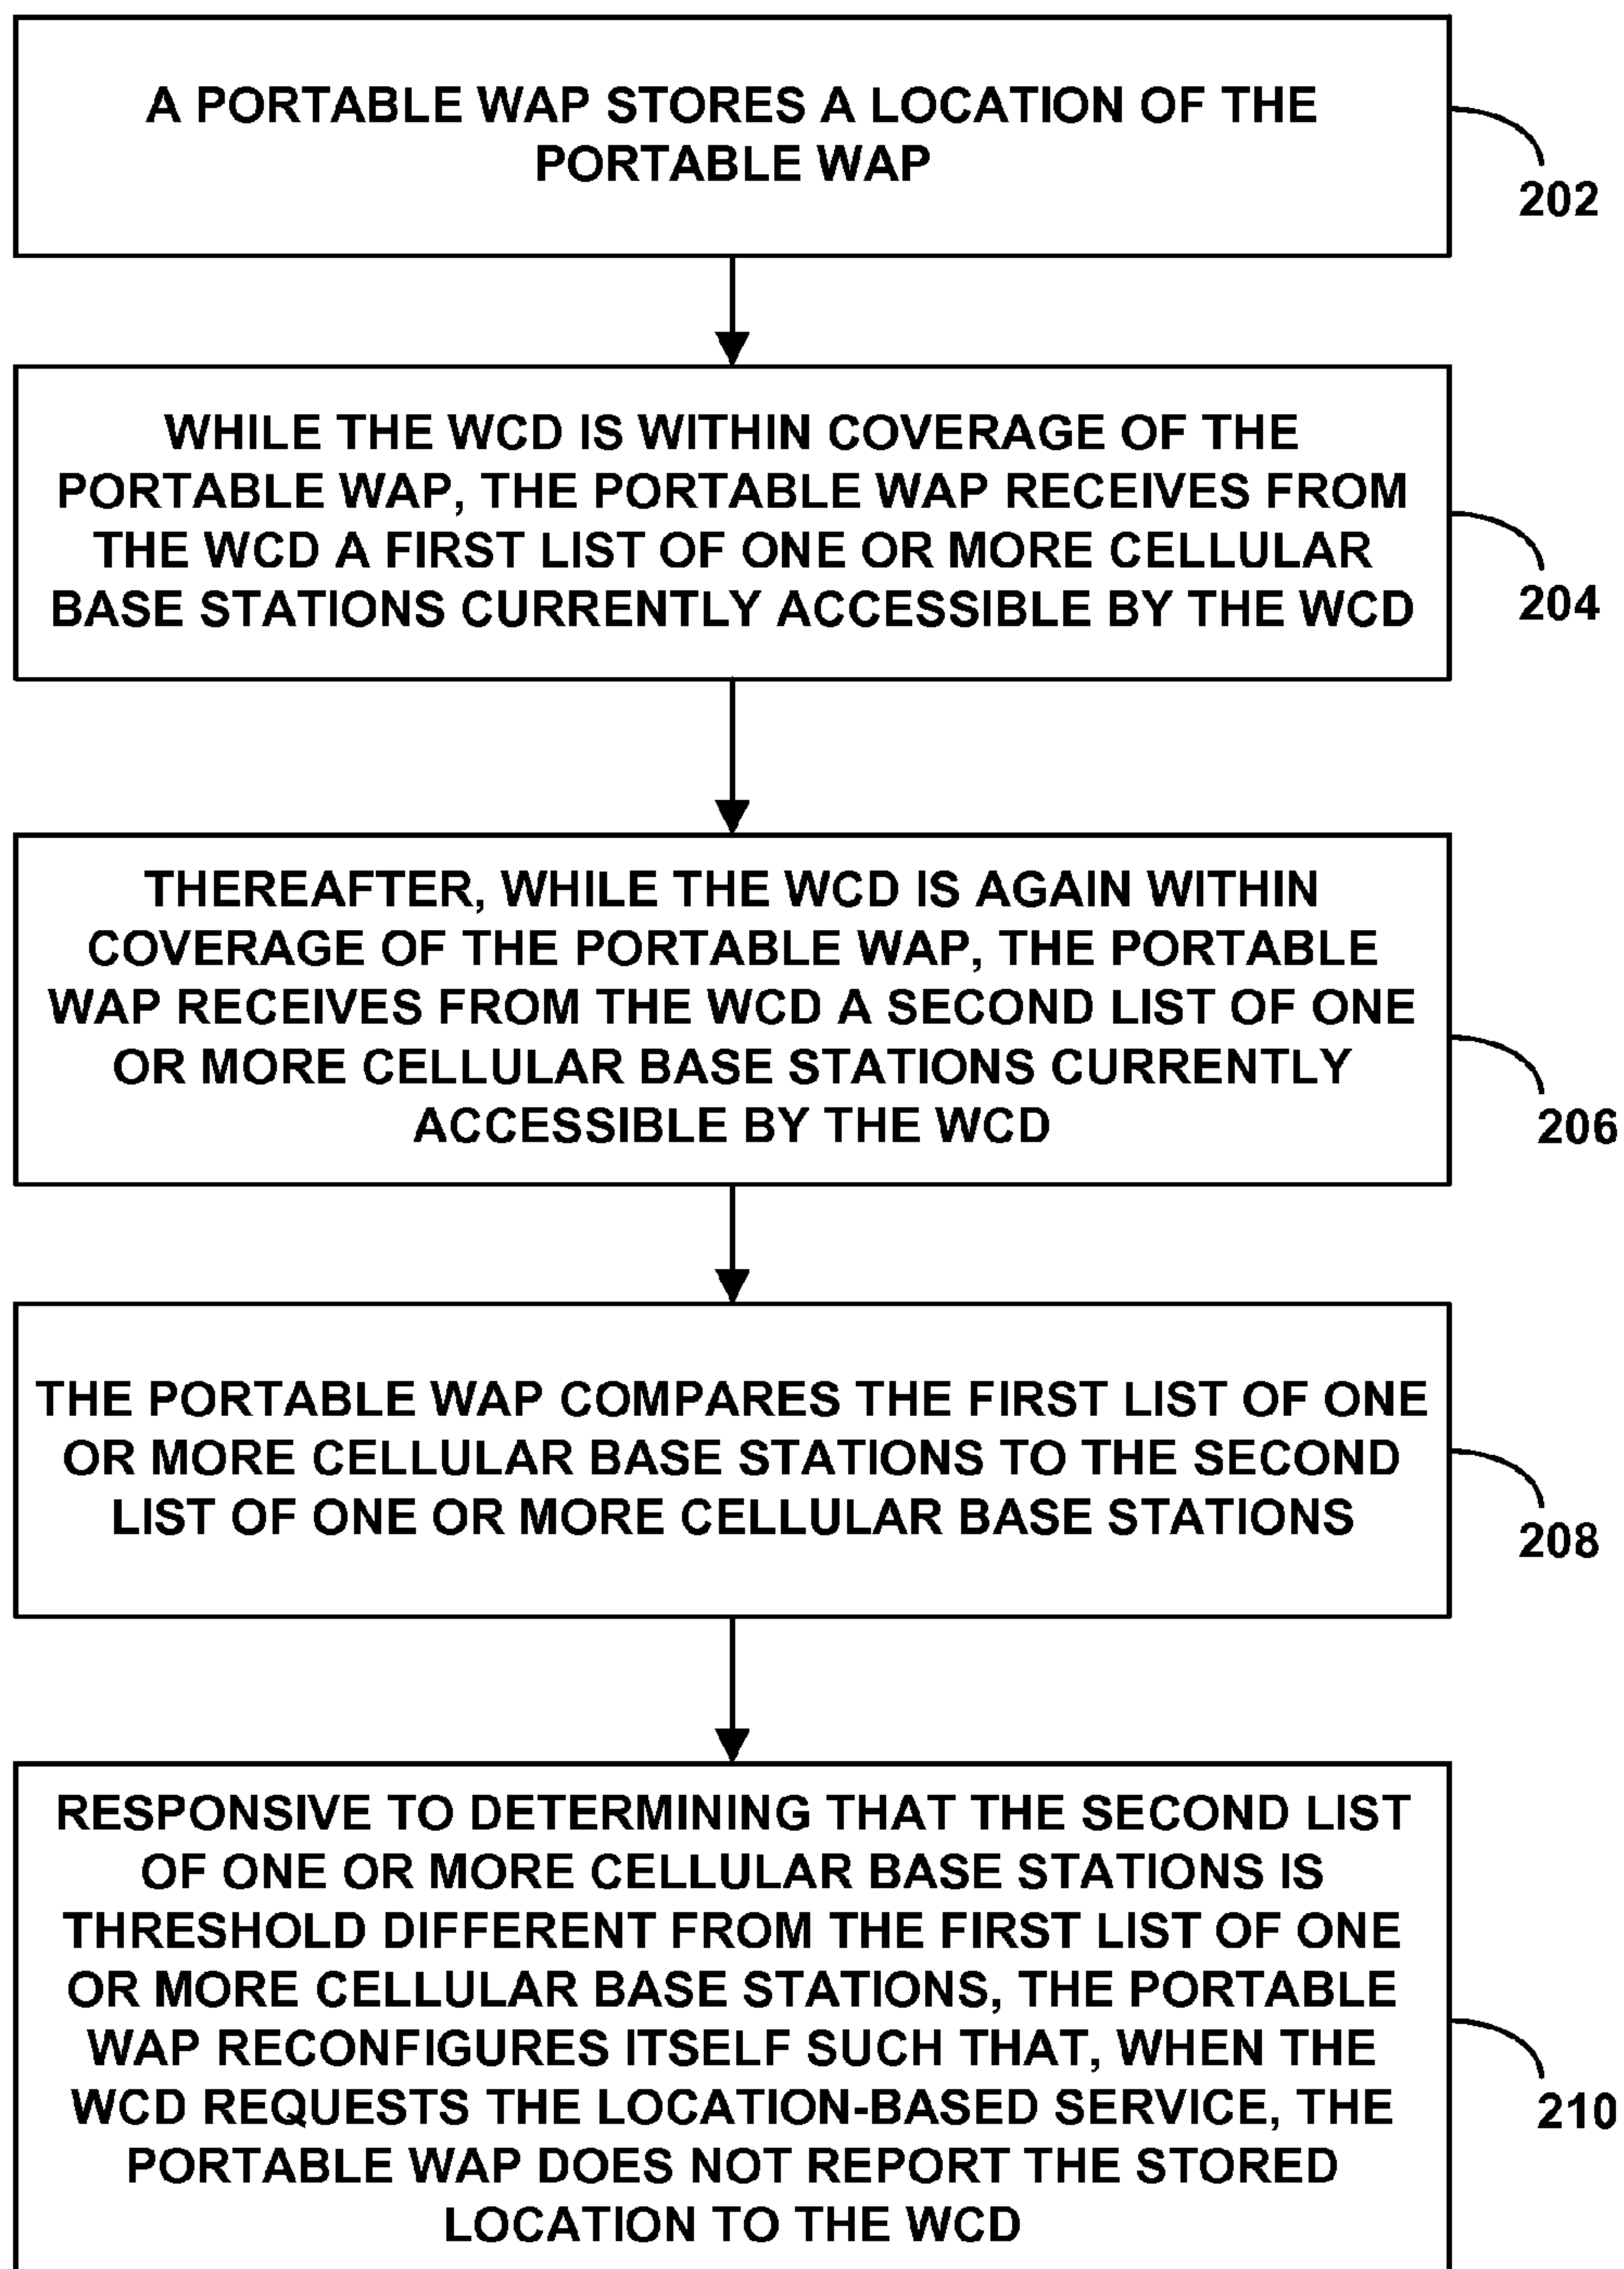 A PORTABLE WAP STORES A LOCATION OF THE
PORTABLE WAP
202
WHILE THE WCD IS WITHIN COVERAGE OF THE
PORTABLE WAP, THE PORTABLE WAP RECEIVES FROM
THE WCD A FIRST LIST OF ONE OR MORE CELLULAR
BASE STATIONS CURRENTLY ACCESSIBLE BY THE WCD
204
THEREAFTER, WHILE THE WCD IS AGAIN WITHIN
COVERAGE OF THE PORTABLE WAP, THE PORTABLE
WAP RECEIVES FROM THE WCD A SECOND LIST OF ONE
OR MORE CELLULAR BASE STATIONS CURRENTLY
ACCESSIBLE BY THE WCD
206
THE PORTABLE WAP COMPARES THE FIRST LIST OF ONE
OR MORE CELLULAR BASE STATIONS TO THE SECOND
LIST OF ONE OR MORE CELLULAR BASE STATIONS
208
RESPONSIVE TO DETERMINING THAT THE SECOND LIST
OF ONE OR MORE CELLULAR BASE STATIONS IS
THRESHOLD DIFFERENT FROM THE FIRST LIST OF ONE
OR MORE CELLULAR BASE STATIONS, THE PORTABLE
WAP RECONFIGURES ITSELF SUCH THAT, WHEN THE
WCD REQUESTS THE LOCATION-BASED SERVICE, THE
PORTABLE WAP DOES NOT REPORT THE STORED
LOCATION TO THE WCD
210